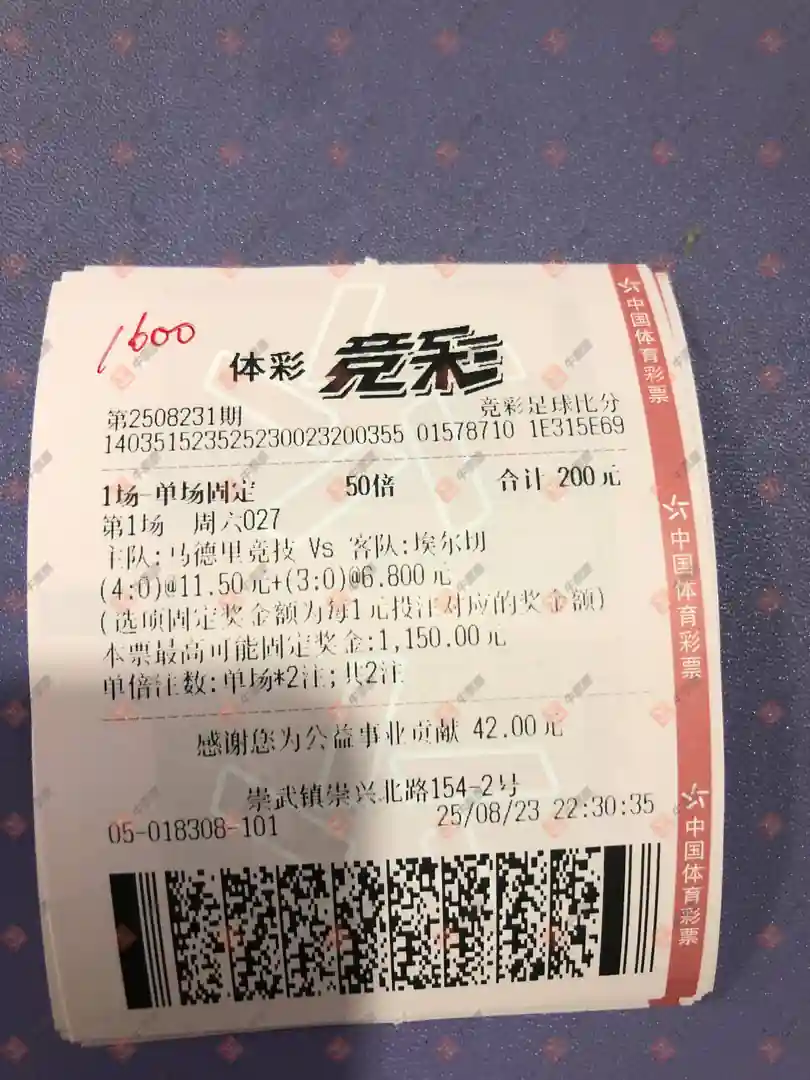 1600
体彩 竞彩
第2508231期 竞彩足球比分
140351523525230023200355 01578710 1E315E69
1场-单场固定 50倍 合计 200元
第1场 周六027
主队:马德里竞技 Vs 客队:埃尔切
(4:0)@11.50元+(3:0)@6.800元
(选项固定奖金额为每1元投注对应的奖金额)
本票最高可能固定奖金:1,150.00元
单倍注数:单场*2注;共2注
感谢您为公益事业贡献 42.00元
崇武镇崇兴北路154-2号
05-018308-101 25/08/23 22:30:35
中国体育彩票
中国体育彩票
中国体育彩票